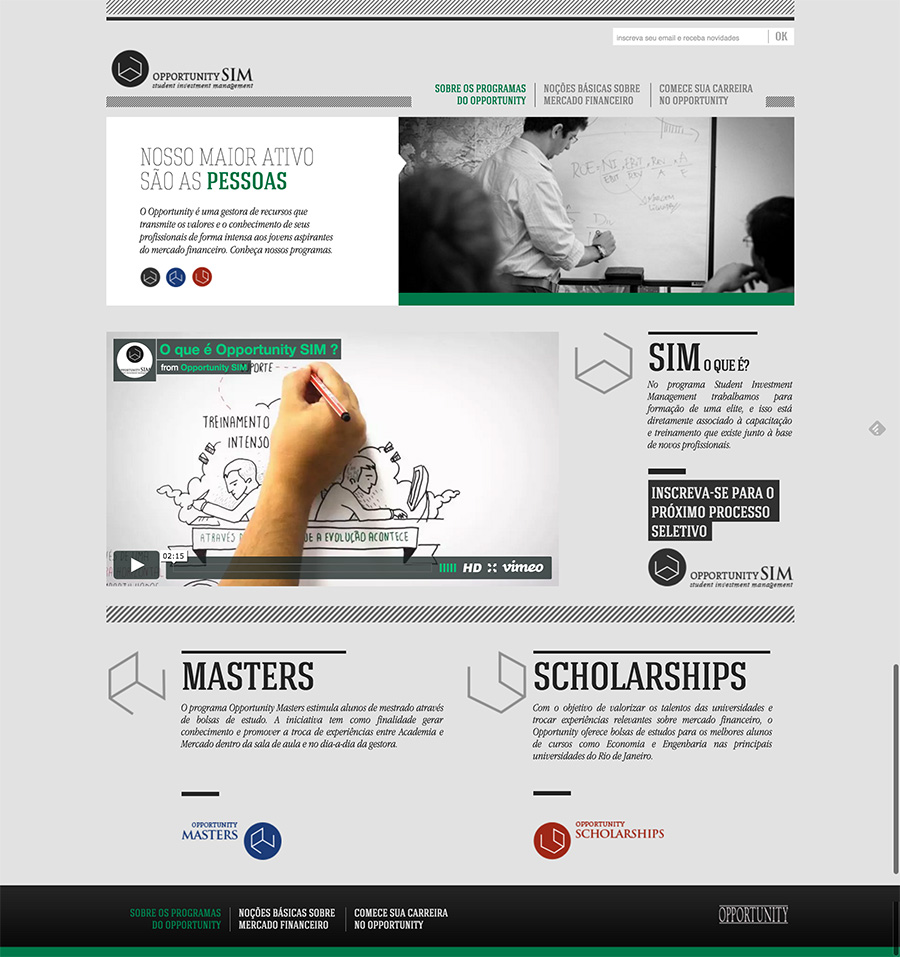 inscreva seu email e receba novidades
OK
OPPORTUNITY SIM
student investment management
SOBRE OS PROGRAMAS
DO OPPORTUNITY
NOÇÕES BÁSICAS SOBRE
MERCADO FINANCEIRO
COMECE SUA CARREIRA
NO OPPORTUNITY
NOSSO MAIOR ATIVO
SÃO AS PESSOAS
O Opportunity é uma gestora de recursos que
transmite os valores e o conhecimento de seus
profissionais de forma intensa aos jovens aspirantes
do mercado financeiro. Conheça nossos programas.
O que é Opportunity SIM ?
from Opportunity SIM
PORTE
TREINAMENTO
INTENSO
A EVOLUÇÃO ACONTECE
02:15
HD vimeo
SIM O QUE É?
No programa Student Investment
Management trabalhamos para
formação de uma elite, e isso está
diretamente associado à capacitação
e treinamento que existe junto à base
de novos profissionais.
INSCREVA-SE PARA O
PRÓXIMO PROCESSO
SELETIVO
OPPORTUNITY SIM
student investment management
MASTERS
O programa Opportunity Masters estimula alunos de mestrado através
de bolsas de estudo. A iniciativa tem como finalidade gerar
conhecimento e promover a troca de experiências entre Academia e
Mercado dentro da sala de aula e no dia-a-dia da gestora.
OPPORTUNITY
MASTERS
SCHOLARSHIPS
Com o objetivo de valorizar os talentos das universidades e
trocar experiências relevantes sobre mercado financeiro, o
Opportunity oferece bolsas de estudos para os melhores alunos
de cursos como Economia e Engenharia nas principais
universidades do Rio de Janeiro.
OPPORTUNITY
SCHOLARSHIPS
SOBRE OS PROGRAMAS
DO OPPORTUNITY
NOÇÕES BÁSICAS SOBRE
MERCADO FINANCEIRO
COMECE SUA CARREIRA
NO OPPORTUNITY
OPPORTUNITY